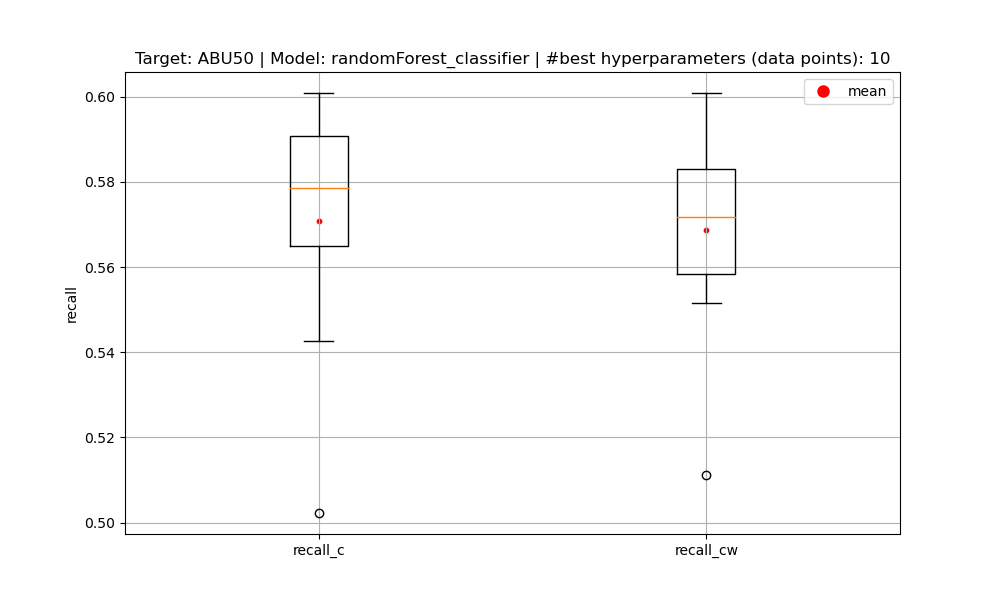 Target: ABU50 | Model: randomForest_classifier | #best hyperparameters (data points): 10
mean
0.60
0.58
0.56
0.54
0.52
0.50
recall
recall_c
recall_cw